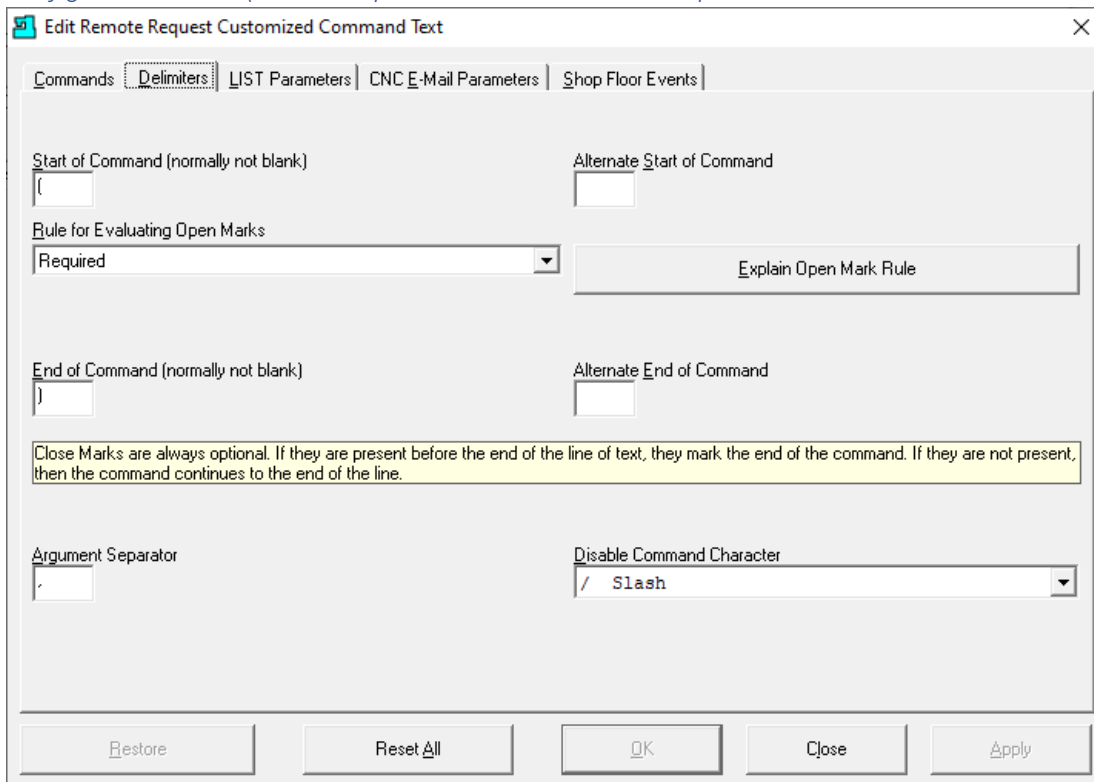 Edit Remote Request Customized Command Text
Commands Delimiters LIST Parameters CNC E-Mail Parameters Shop Floor Events
Start of Command (normally not blank) Alternate Start of Command
(
Rule for Evaluating Open Marks
Required Explain Open Mark Rule
End of Command (normally not blank) Alternate End of Command
)
Close Marks are always optional. If they are present before the end of the line of text, they mark the end of the command. If they are not present,
then the command continues to the end of the line.
Argument Separator Disable Command Character
, / Slash
Restore Reset All OK Close Apply